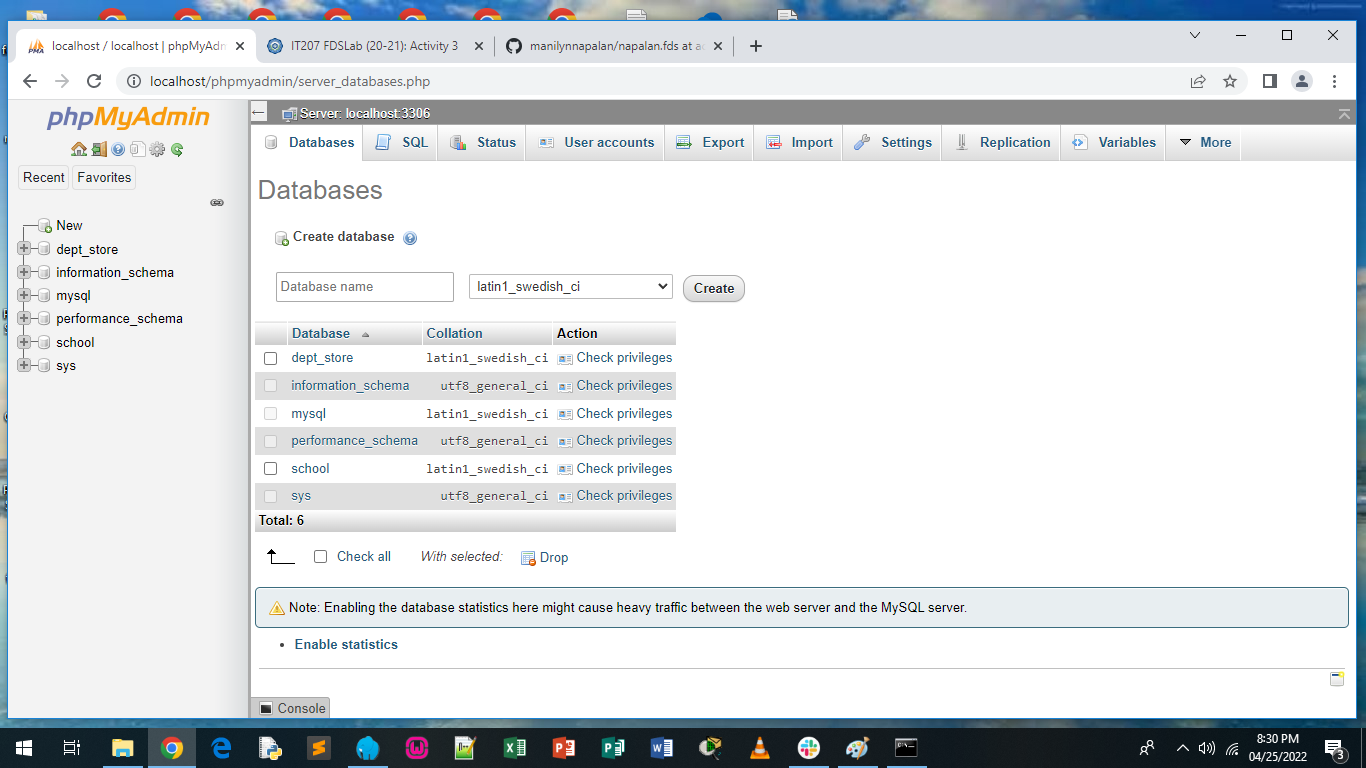 localhost / localhost | phpMyAdm
IT207 FDSLab (20-21): Activity 3
manilynnapalan/napalan.fds at ac
localhost/phpmyadmin/server_databases.php
phpMyAdmin
Recent
Favorites
New
dept_store
information_schema
mysql
performance_schema
school
sys
Server: localhost:3306
Databases
SQL
Status
User accounts
Export
Import
Settings
Replication
Variables
More
Databases
Create database
Database name
latin1_swedish_ci
Create
Database Collation Action
dept_store latin1_swedish_ci Check privileges
information_schema utf8_general_ci Check privileges
mysql latin1_swedish_ci Check privileges
performance_schema utf8_general_ci Check privileges
school latin1_swedish_ci Check privileges
sys utf8_general_ci Check privileges
Total: 6
Check all With selected: Drop
Note: Enabling the database statistics here might cause heavy traffic between the web server and the MySQL server.
Enable statistics
Console
8:30 PM
04/25/2022
3